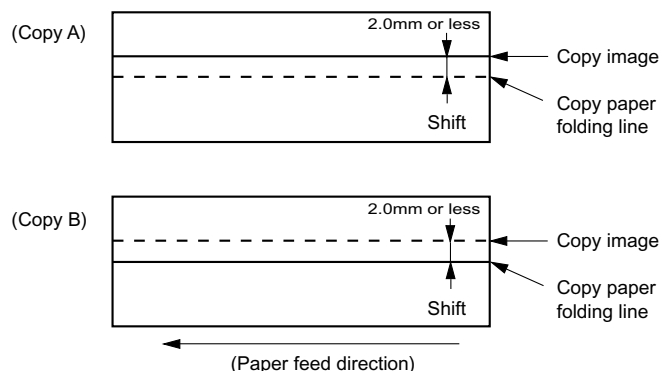 (Copy A)
2.0mm or less
Copy image
Copy paper
folding line
Shift
(Copy B)
2.0mm or less
Copy image
Copy paper
folding line
Shift
(Paper feed direction)